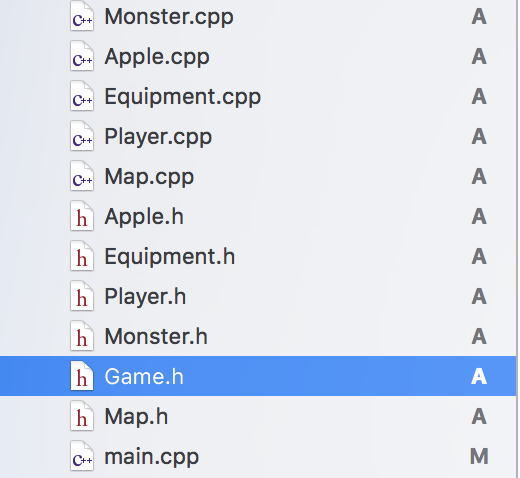 C++ Monster.cpp A
C++ Apple.cpp A
C++ Equipment.cpp A
C++ Player.cpp A
C++ Map.cpp A
h Apple.h A
h Equipment.h A
h Player.h A
h Monster.h A
h Game.h A
h Map.h A
C++ main.cpp M